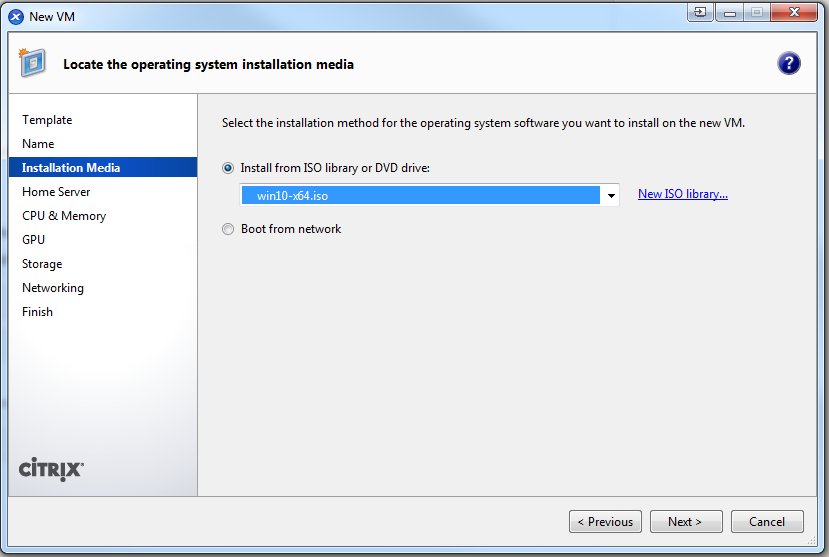 New VM
Locate the operating system installation media
?
Template
Name
Installation Media
Home Server
CPU & Memory
GPU
Storage
Networking
Finish
Select the installation method for the operating system software you want to install on the new VM.
Install from ISO library or DVD drive:
win10-x64.iso
New ISO library...
Boot from network
CITRIX
< Previous
Next >
Cancel